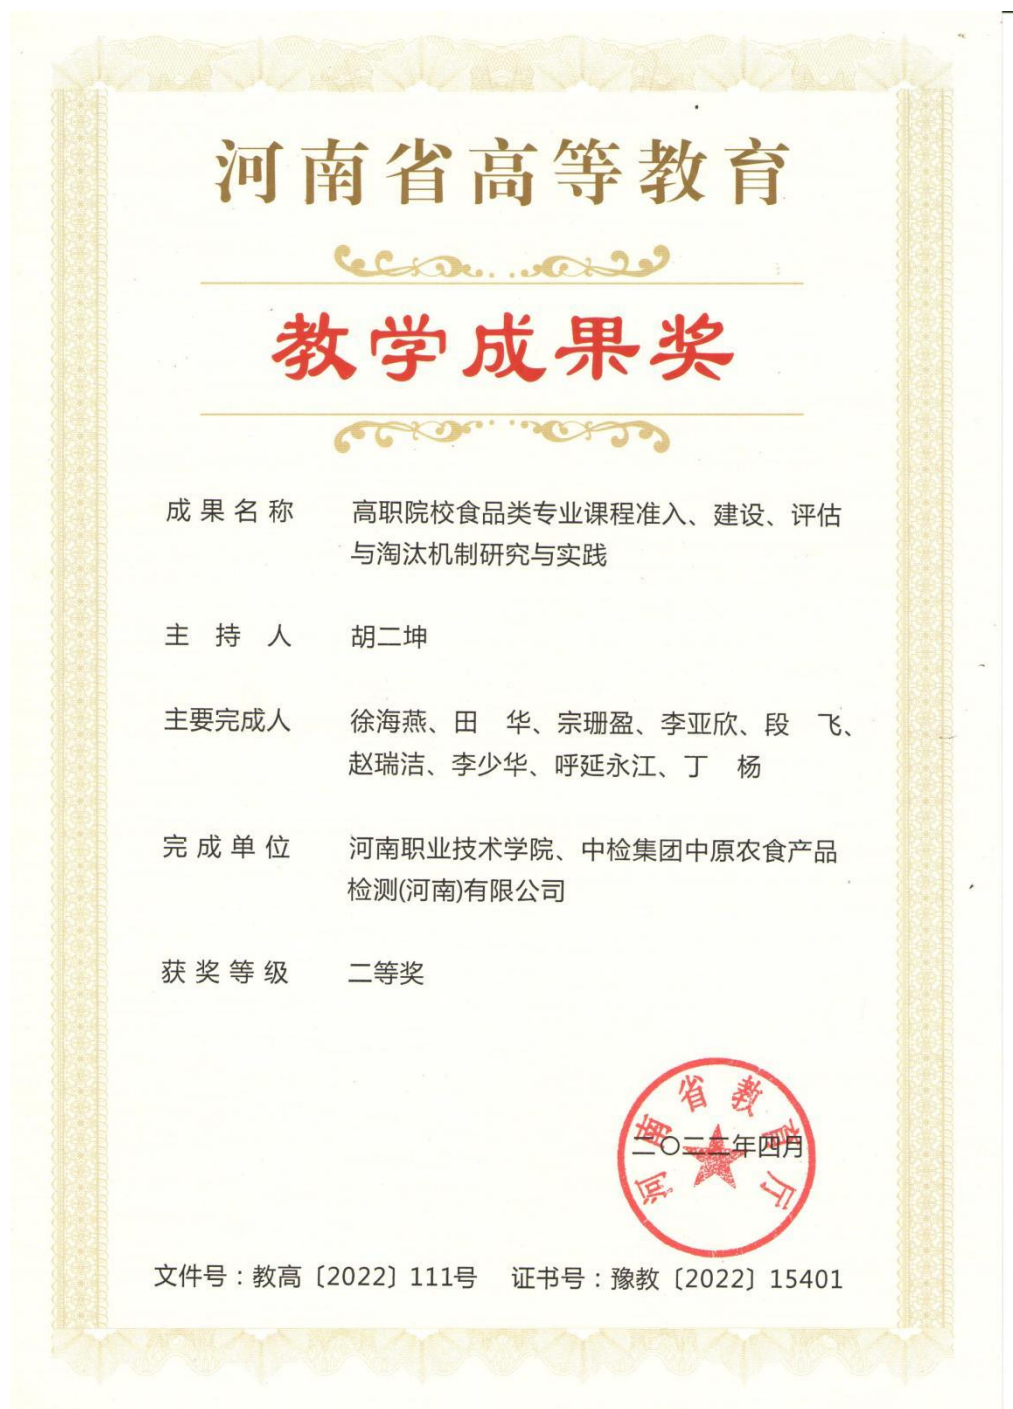 河南省高等教育
教学成果奖
成果名称 高职院校食品类专业课程准入、建设、评估
与淘汰机制研究与实践
主持人 胡二坤
主要完成人 徐海燕、田 华、宗珊盈、李亚欣、段 飞、
赵瑞洁、李少华、呼延永江、丁 杨
完成单位 河南职业技术学院、中检集团中原农食产品
检测(河南)有限公司
获奖等级 二等奖
河南省教育厅
二〇二二年四月
文件号：教高〔2022〕111号 证书号：豫教〔2022〕15401